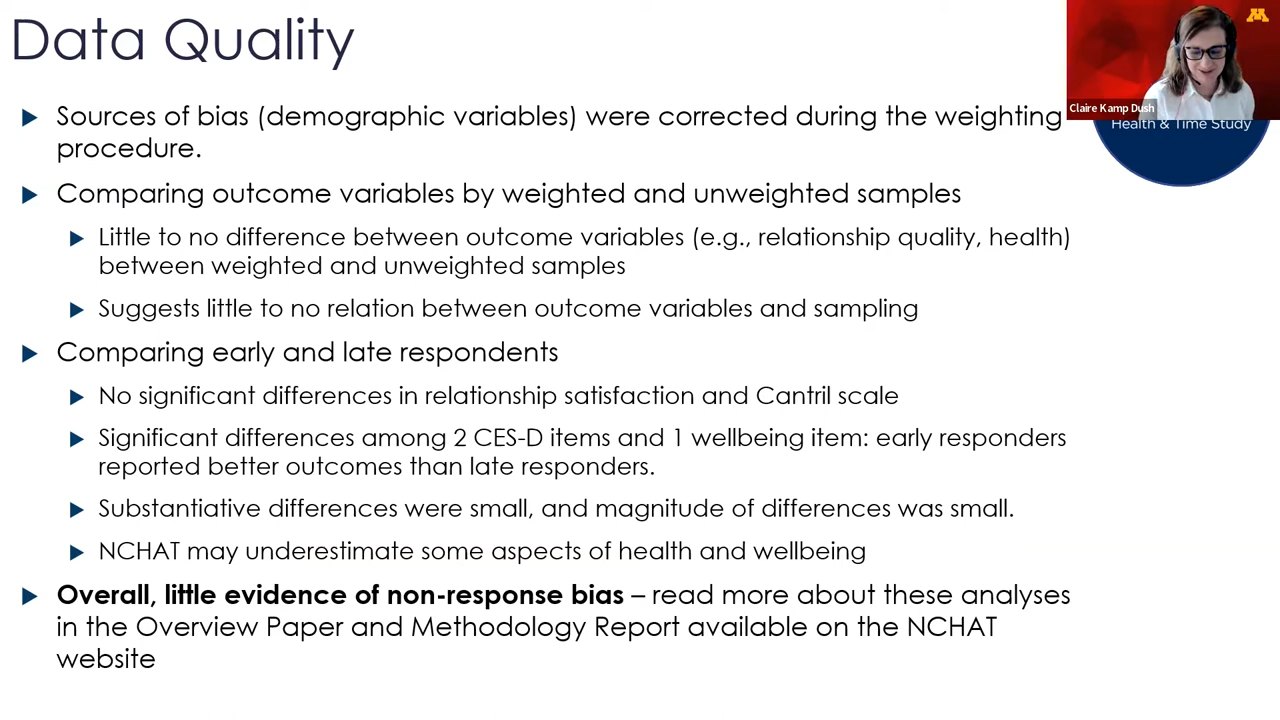 Data Quality
Claire Kamp Dush
Health & Time Study
Sources of bias (demographic variables) were corrected during the weighting
procedure.
Comparing outcome variables by weighted and unweighted samples
Little to no difference between outcome variables (e.g., relationship quality, health)
between weighted and unweighted samples
Suggests little to no relation between outcome variables and sampling
Comparing early and late respondents
No significant differences in relationship satisfaction and Cantril scale
Significant differences among 2 CES-D items and 1 wellbeing item: early responders
reported better outcomes than late responders.
Substantiative differences were small, and magnitude of differences was small.
NCHAT may underestimate some aspects of health and wellbeing
Overall, little evidence of non-response bias – read more about these analyses
in the Overview Paper and Methodology Report available on the NCHAT
website